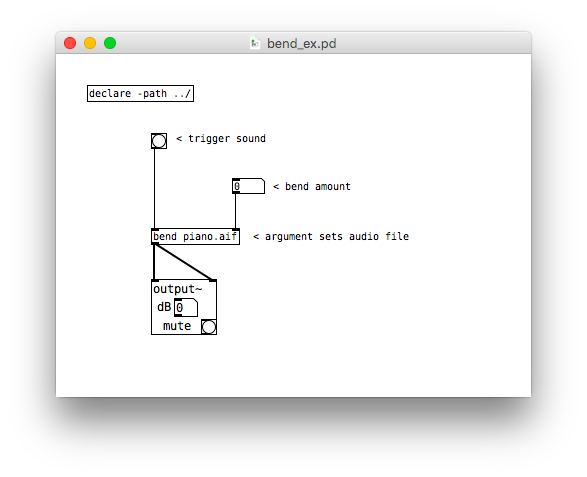 bend_ex.pd
declare -path ../
< trigger sound
0
< bend amount
bend piano.aif
< argument sets audio file
output~
dB 0
mute